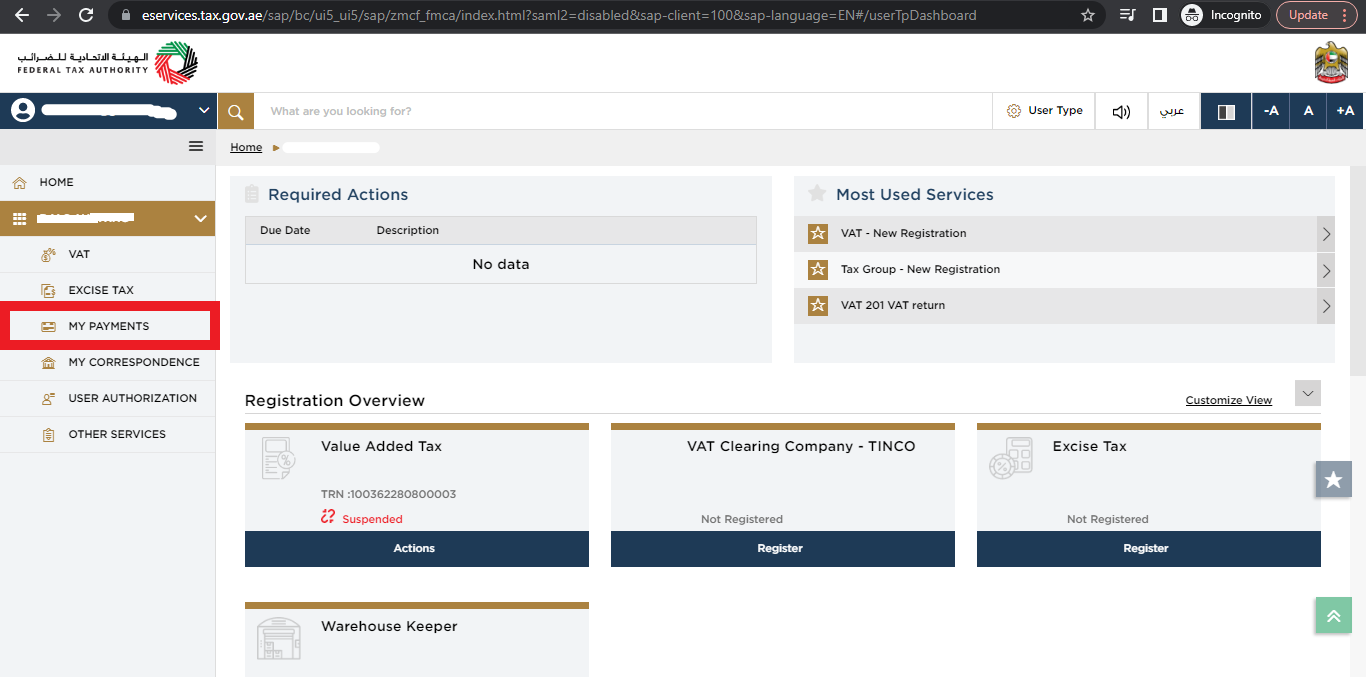 eservices.tax.gov.ae/sap/bc/ui5_ui5/sap/zmcf_fmca/index.html?saml2=disabled&sap-client=100&sap-language=EN#/userTpDashboard
Incognito
Update
الهيئة الاتحادية للضرائب
FEDERAL TAX AUTHORITY
What are you looking for?
User Type
عربي
-A
A
+A
Home
HOME
VAT
EXCISE TAX
MY PAYMENTS
MY CORRESPONDENCE
USER AUTHORIZATION
OTHER SERVICES
Required Actions
Due Date Description
No data
Most Used Services
VAT - New Registration
Tax Group - New Registration
VAT 201 VAT return
Registration Overview
Customize View
Value Added Tax
TRN :100362280800003
Suspended
Actions
VAT Clearing Company - TINCO
Not Registered
Register
Excise Tax
Not Registered
Register
Warehouse Keeper